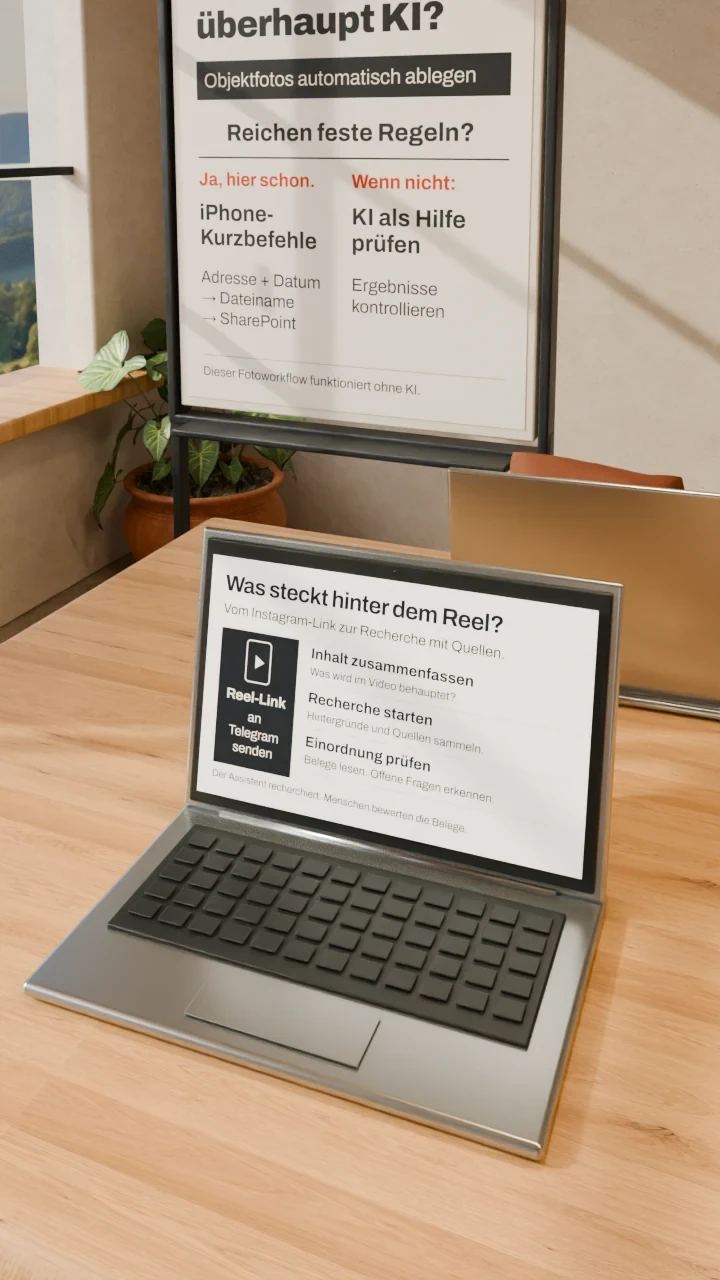 überhaupt KI?
Objektfotos automatisch ablegen
Reichen feste Regeln?
Ja, hier schon.
iPhone-
Kurzbefehle
Adresse + Datum
→ Dateiname
→ SharePoint
Wenn nicht:
KI als Hilfe
prüfen
Ergebnisse
kontrollieren
Dieser Fotoworkflow funktioniert ohne KI.
Was steckt hinter dem Reel?
Vom Instagram-Link zur Recherche mit Quellen.
Reel-Link
an
Telegram
senden
Inhalt zusammenfassen
Was wird im Video behauptet?
Recherche starten
Hintergründe und Quellen sammeln.
Einordnung prüfen
Belege lesen. Offene Fragen erkennen.
Der Assistent recherchiert. Menschen bewerten die Belege.